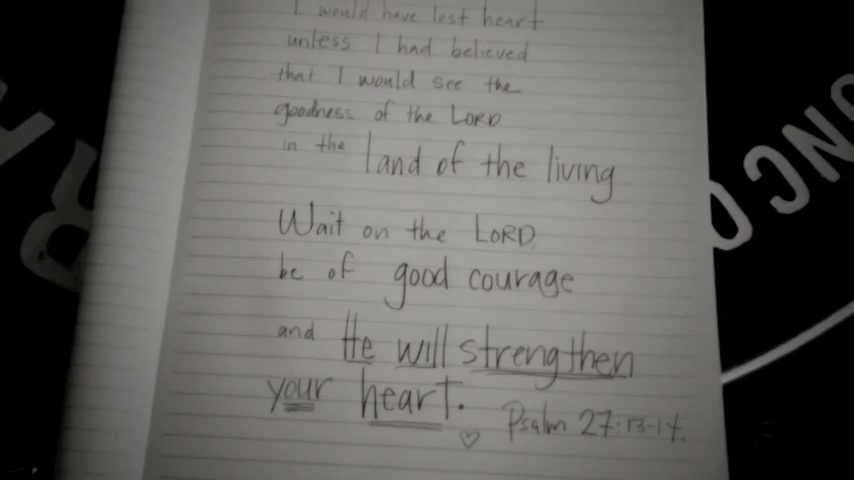 I would have lost heart
unless I had believed
that I would see the
goodness of the LORD
in the land of the living
Wait on the LORD
be of good courage
and He will strengthen
your heart.
♡ Psalm 27:13-14.